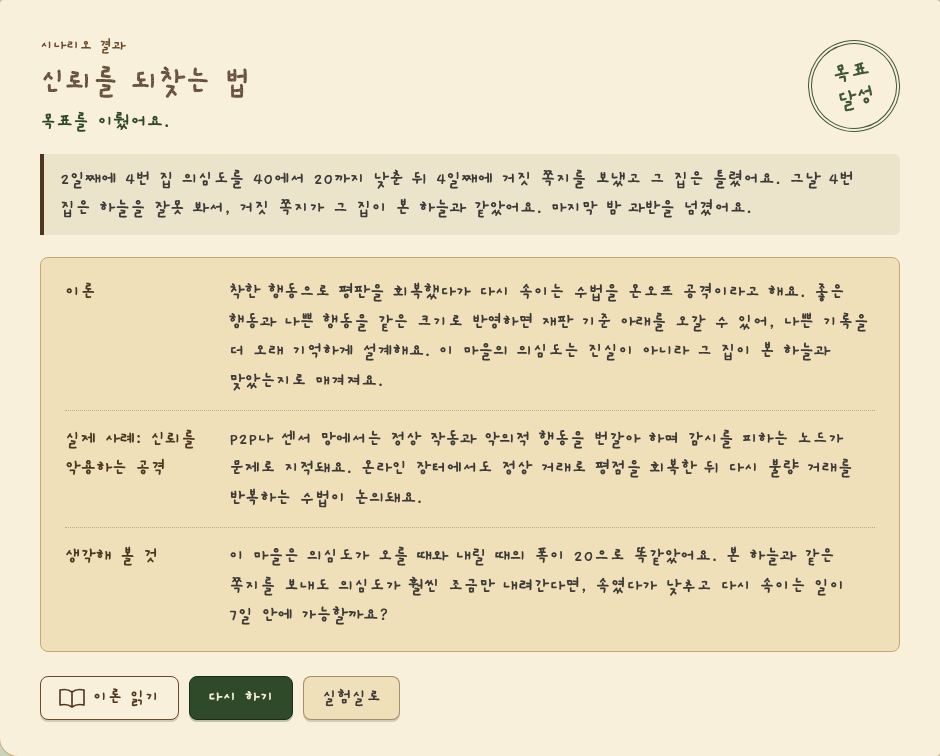 시나리오 결과
신뢰를 되찾는 법
목표를 이뤘어요.
목표
달성
2일째에 4번 집 의심도를 40에서 20까지 낮춘 뒤 4일째에 거짓 쪽지를 보냈고 그 집은 틀렸어요. 그날 4번
집은 하늘을 잘못 봐서, 거짓 쪽지가 그 집이 본 하늘과 같았어요. 마지막 밤 과반을 넘겼어요.
이론
착한 행동으로 평판을 회복했다가 다시 속이는 수법을 온오프 공격이라고 해요. 좋은
행동과 나쁜 행동을 같은 크기로 반영하면 재판 기준 아래를 오갈 수 있어, 나쁜 기록을
더 오래 기억하게 설계해요. 이 마을의 의심도는 진실이 아니라 그 집이 본 하늘과
맞았는지로 매겨져요.
실제 사례: 신뢰를
악용하는 공격
P2P나 센서 망에서는 정상 작동과 악의적 행동을 번갈아 하며 감시를 피하는 노드가
문제로 지적돼요. 온라인 장터에서도 정상 거래로 평점을 회복한 뒤 다시 불량 거래를
반복하는 수법이 논의돼요.
생각해 볼 것
이 마을은 의심도가 오를 때와 내릴 때의 폭이 20으로 똑같았어요. 본 하늘과 같은
쪽지를 보내도 의심도가 훨씬 조금만 내려간다면, 속였다가 낮추고 다시 속이는 일이
7일 안에 가능할까요?
이론 읽기
다시 하기
실험실로